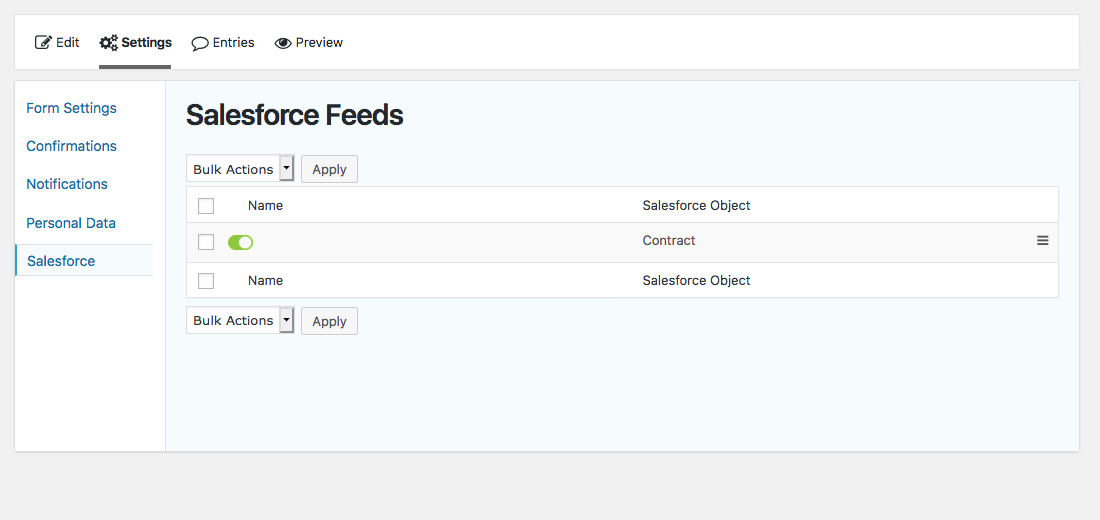 Edit Settings Entries Preview
Form Settings
Confirmations
Notifications
Personal Data
Salesforce
Salesforce Feeds
Bulk Actions Apply
Name Salesforce Object
Contract
Name Salesforce Object
Bulk Actions Apply